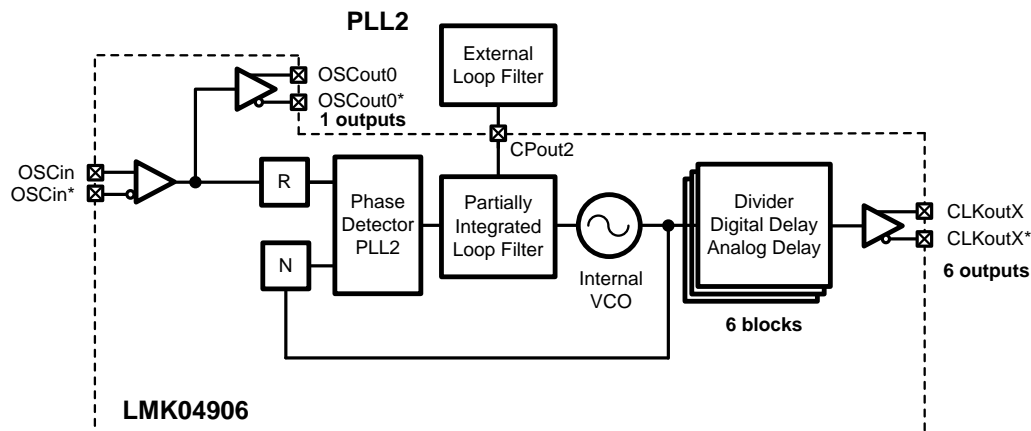 PLL2
External
Loop Filter
OSCout0
OSCout0*
1 outputs
CPout2
OSCin
OSCin*
R
Phase
Detector
PLL2
Partially
Integrated
Loop Filter
Divider
Digital Delay
Analog Delay
CLKoutX
CLKoutX*
6 outputs
N
Internal
VCO
6 blocks
LMK04906